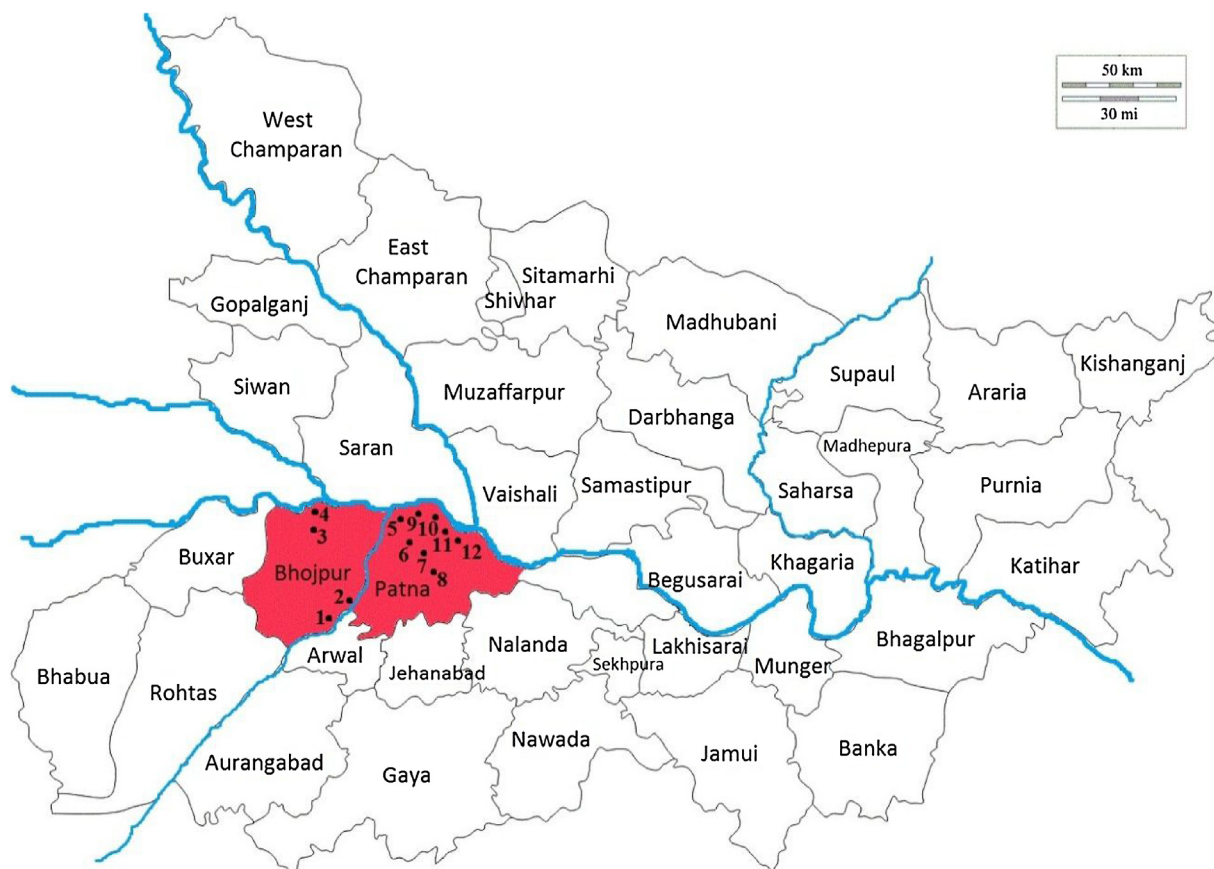 50 km
30 mi
West
Champaran
East
Champaran
Sitamarhi
Shivhar
Gopalganj
Madhubani
Kishanganj
Supaul
Siwan
Muzaffarpur
Araria
Darbhanga
Saran
Madhepura
Vaishali
Samastipur
Saharsa
Purnia
4
3
5
9
10
11
12
6
7
8
Buxar
Bhojpur
Patna
Begusarai
Khagaria
Katihar
2
1
Bhagalpur
Arwal
Nalanda
Lakhisarai
Sekhpura
Munger
Jehanabad
Bhabua
Rohtas
Nawada
Jamui
Banka
Aurangabad
Gaya